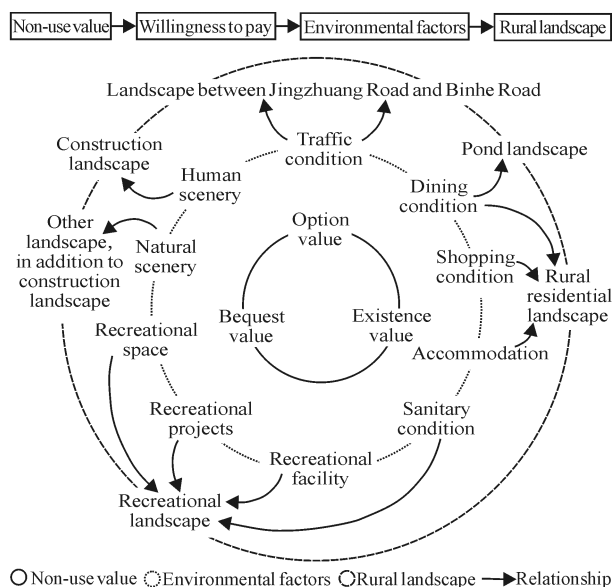 Non-use value
Willingness to pay
Environmental factors
Rural landscape
Landscape between Jingzhuang Road and Binhe Road
Construction
landscape
Traffic
condition
Pond landscape
Human
scenery
Dining
condition
Other
landscape,
in addition to
construction
landscape
Natural
scenery
Option
value
Shopping
condition
Rural
residential
landscape
Bequest
value
Existence
value
Recreational
space
Accommodation
Recreational
projects
Sanitary
condition
Recreational
facility
Recreational
landscape
Non-use value
Environmental factors
Rural landscape
Relationship